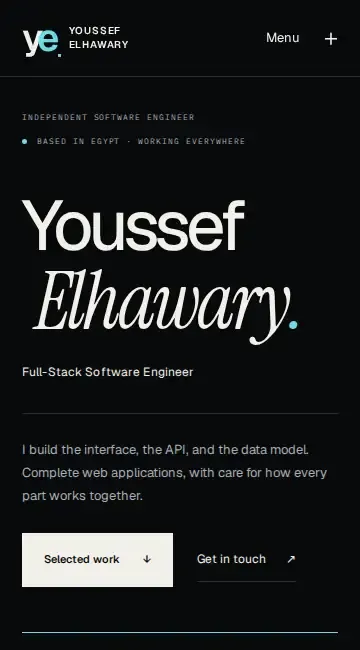 ye.
YOUSSEF
ELHAWARY
Menu +
INDEPENDENT SOFTWARE ENGINEER
BASED IN EGYPT · WORKING EVERYWHERE
Youssef
Elhawary.
Full-Stack Software Engineer
I build the interface, the API, and the data model.
Complete web applications, with care for how every
part works together.
Selected work ↓
Get in touch ↗